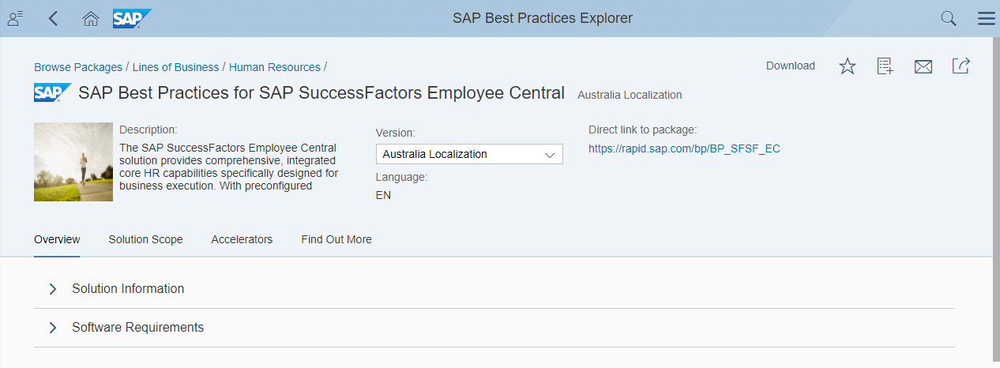 SAP
SAP Best Practices Explorer
Browse Packages / Lines of Business / Human Resources /
Download
SAP
SAP Best Practices for SAP SuccessFactors Employee Central
Australia Localization
Description:
The SAP SuccessFactors Employee Central
solution provides comprehensive, integrated
core HR capabilities specifically designed for
business execution. With preconfigured
Version:
Australia Localization
Language:
EN
Direct link to package:
https://rapid.sap.com/bp/BP_SFSF_EC
Overview
Solution Scope
Accelerators
Find Out More
Solution Information
Software Requirements